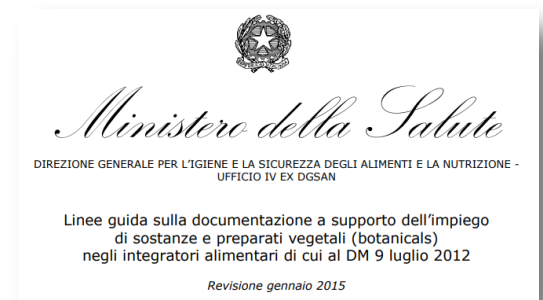 Ministero della Salute
DIREZIONE GENERALE PER L'IGIENE E LA SICUREZZA DEGLI ALIMENTI E LA NUTRIZIONE -
UFFICIO IV EX DGSAN
Linee guida sulla documentazione a supporto dell'impiego
di sostanze e preparati vegetali (botanicals)
negli integratori alimentari di cui al DM 9 luglio 2012
Revisione gennaio 2015